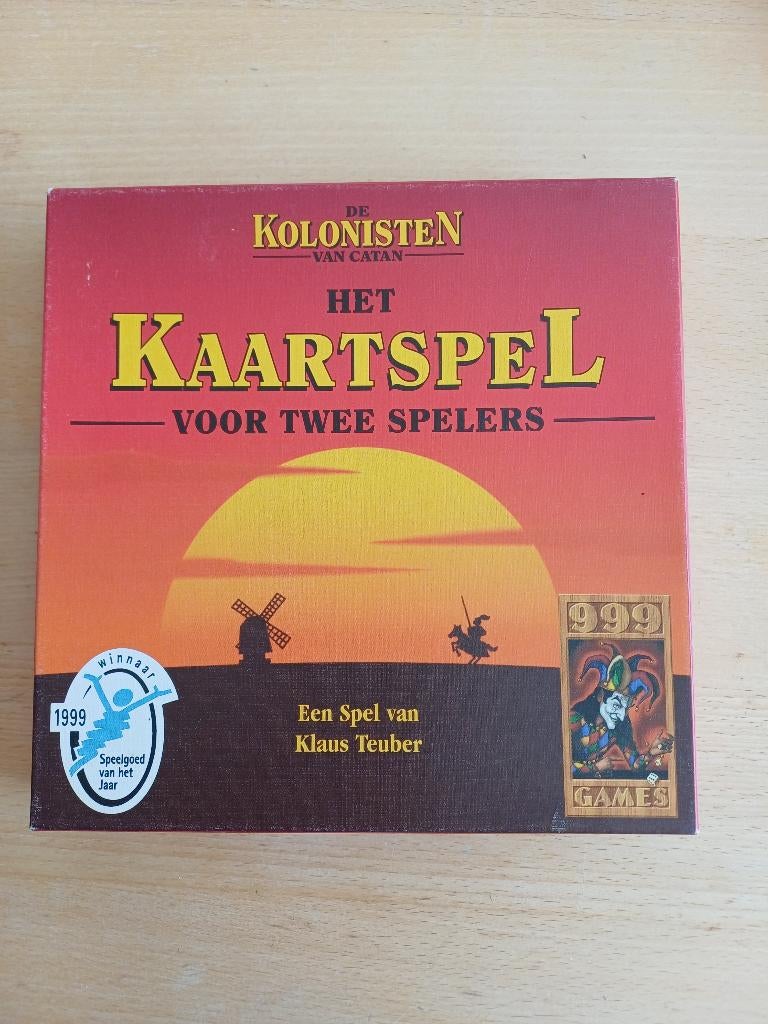 DE
KOLONISTEN
VAN CATAN
HET
KAARTSPEL
VOOR TWEE SPELERS
999
winnaar
1999
Speelgoed
van het
Jaar
Een Spel van
Klaus Teuber
GAMES